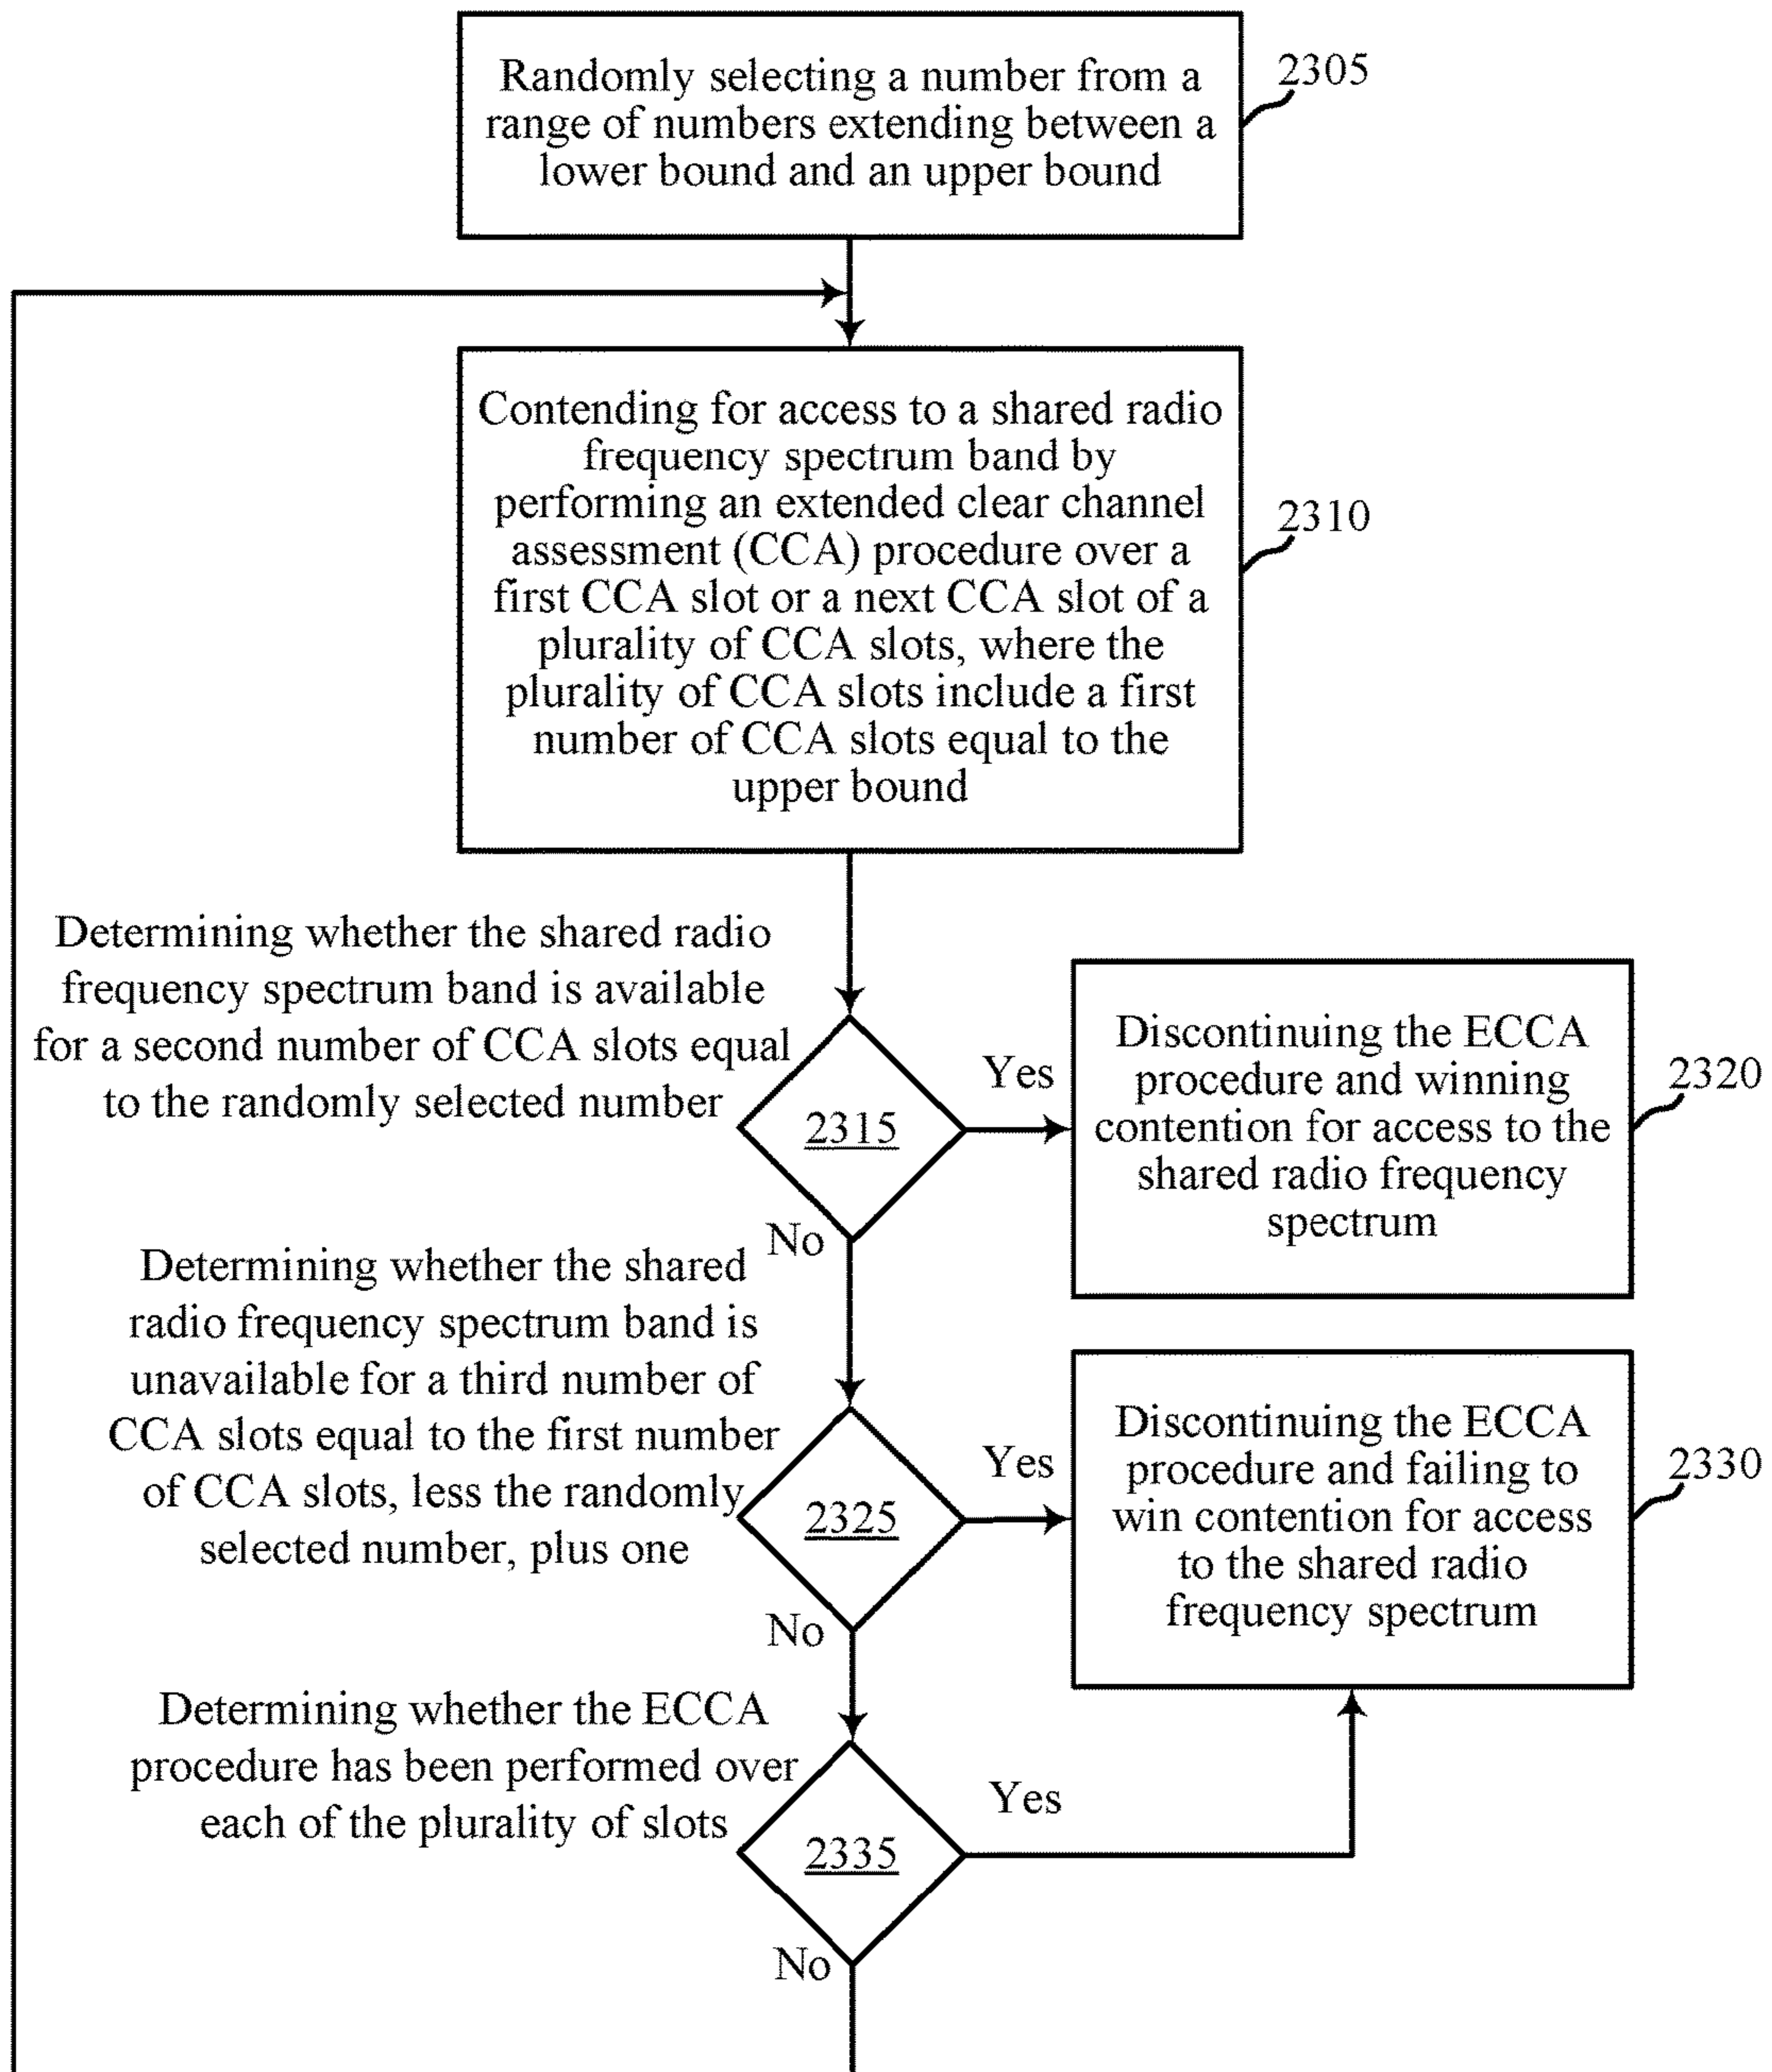 Randomly selecting a number from a
range of numbers extending between a
lower bound and an upper bound
2305
Contending for access to a shared radio
frequency spectrum band by
performing an extended clear channel
assessment (CCA) procedure over a
first CCA slot or a next CCA slot of a
plurality of CCA slots, where the
plurality of CCA slots include a first
number of CCA slots equal to the
upper bound
2310
Determining whether the shared radio
frequency spectrum band is available
for a second number of CCA slots equal
to the randomly selected number
2315
Yes
No
Discontinuing the ECCA
procedure and winning
contention for access to the
shared radio frequency
spectrum
2320
Determining whether the shared
radio frequency spectrum band is
unavailable for a third number of
CCA slots equal to the first number
of CCA slots, less the randomly
selected number, plus one
2325
Yes
No
Discontinuing the ECCA
procedure and failing to
win contention for access
to the shared radio
frequency spectrum
2330
Determining whether the ECCA
procedure has been performed over
each of the plurality of slots
2335
Yes
No